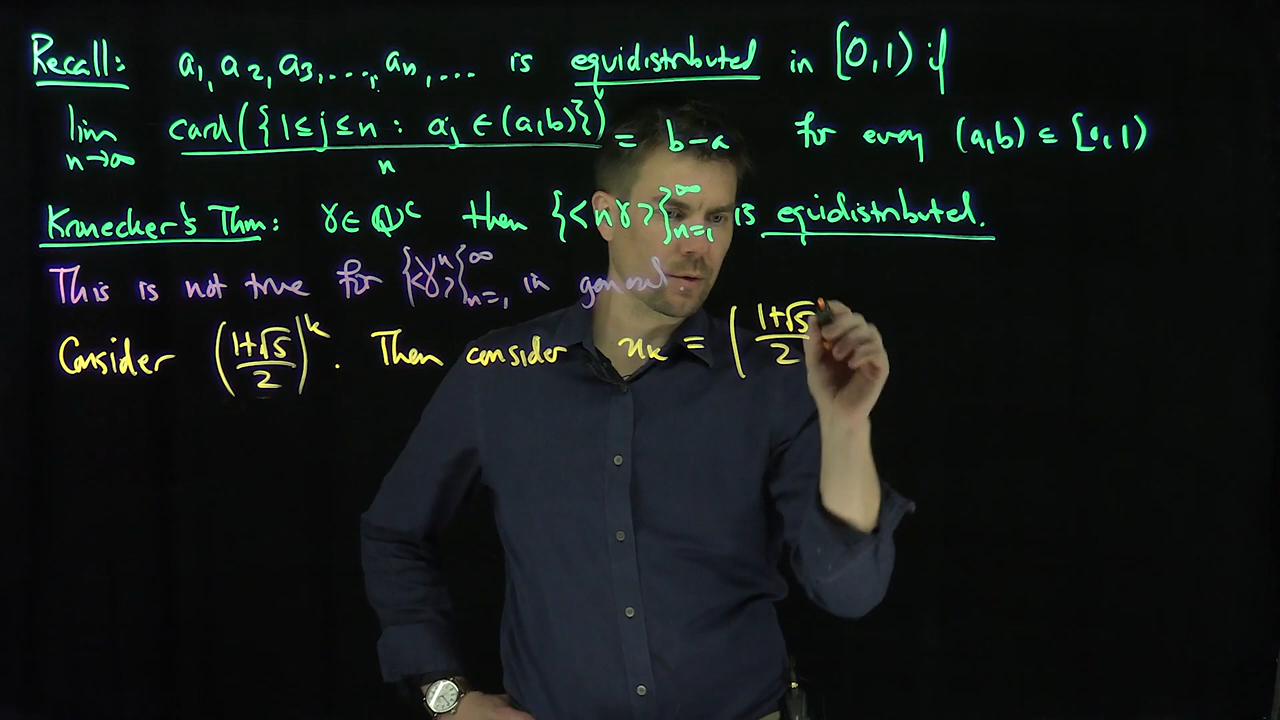 Recall: a₁, a₂, a₃, ..., aₙ, ... is equidistributed in [0,1) if
lim n→∞ card({1≤j≤n : aⱼ ∈ (a,b)}) / n = b-a for every (a,b) ⊆ [0,1)
Kronecker's Thm: γ∈ℚᶜ then {<nγ>}ₙ₌₁^∞ is equidistributed.
This is not true for {<γⁿ>}ₙ₌₁^∞ in general.
Consider ((1+√5)/2)ᵏ. Then consider xₖ = ((1+√5)/2